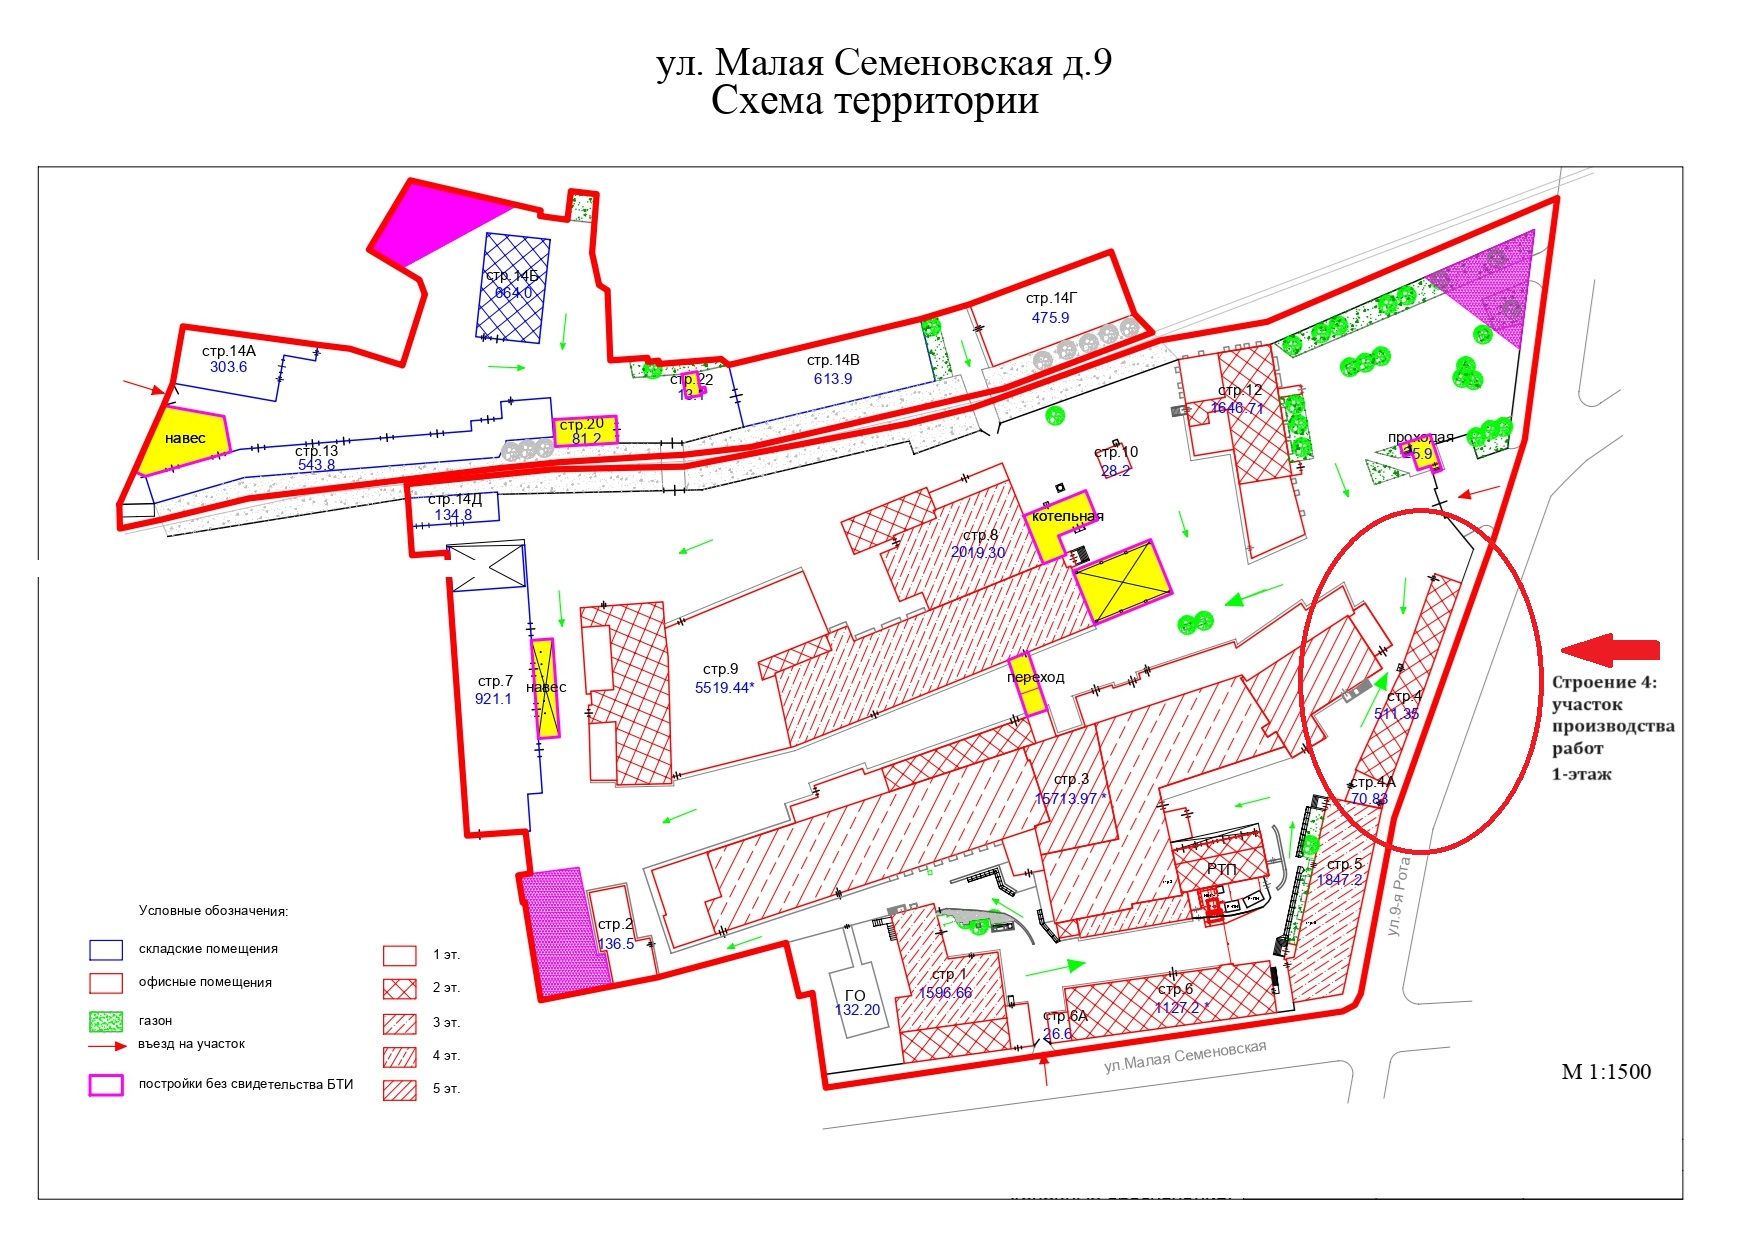 ул. Малая Семеновская д.9
Схема территории
стр.14Б
664.0
стр.14Г
475.9
стр.14А
303.6
стр.14В
613.9
стр.22
13.1
стр.12
1646.71
навес
стр.20
81.2
стр.13
543.8
проходная
стр.10
28.2
стр.14Д
134.8
котельная
стр.8
2019.30
стр.9
5519.44*
стр.7
921.1
навес
переход
стр.4
511.35
Строение 4:
участок
производства
работ
1-этаж
стр.3
15713.97 *
стр.4А
70.83
РТП
стр.5
1847.2
ул.9-я Рота
стр.2
136.5
стр.1
1596.66
ГО
132.20
стр.6
1127.2 *
стр.6А
26.6
ул.Малая Семеновская
М 1:1500
Условные обозначения:
складские помещения
офисные помещения
газон
въезд на участок
постройки без свидетельства БТИ
1 эт.
2 эт.
3 эт.
4 эт.
5 эт.